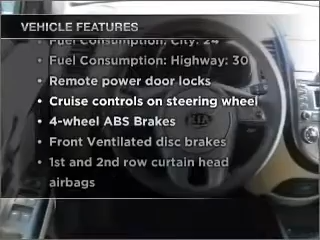 VEHICLE FEATURES
• Fuel Consumption: City: 24
• Fuel Consumption: Highway: 30
• Remote power door locks
• Cruise controls on steering wheel
• 4-wheel ABS Brakes
• Front Ventilated disc brakes
• 1st and 2nd row curtain head
• airbags
KIA